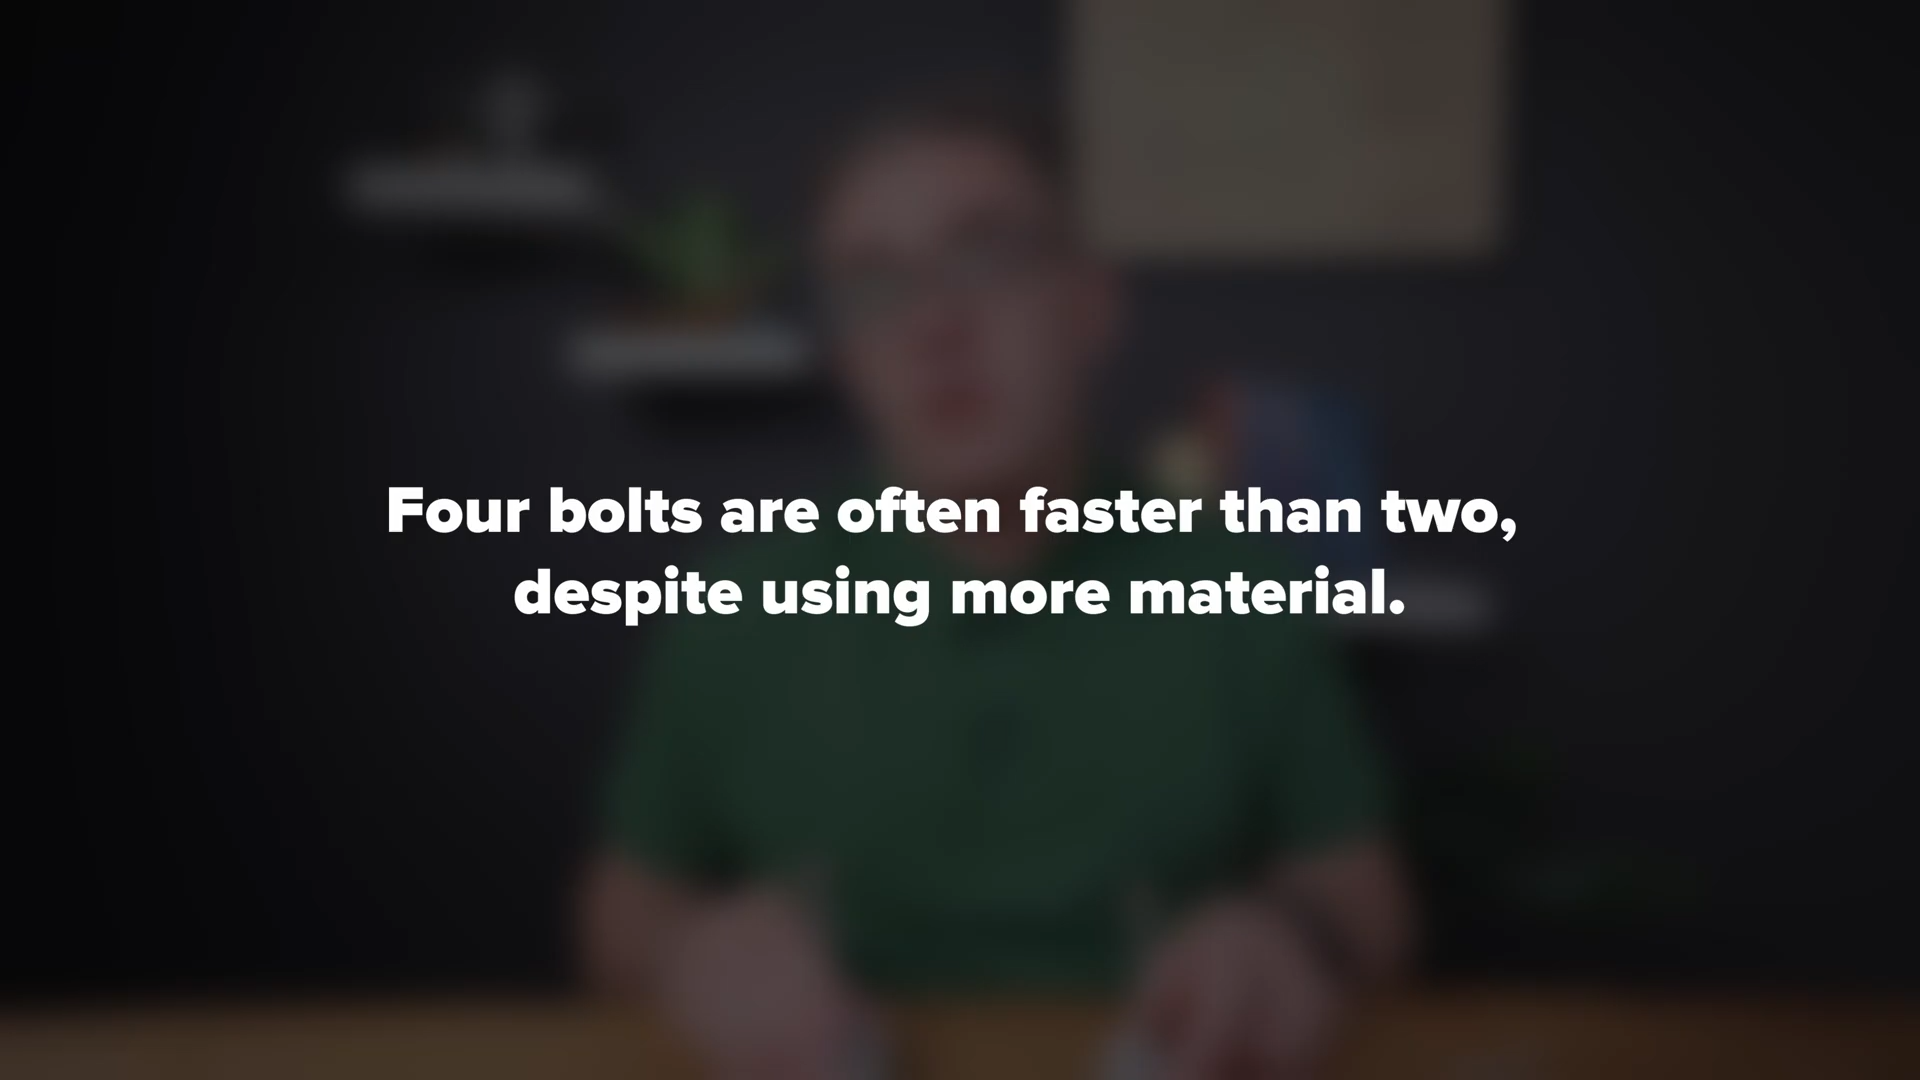 Four bolts are often faster than two,
despite using more material.